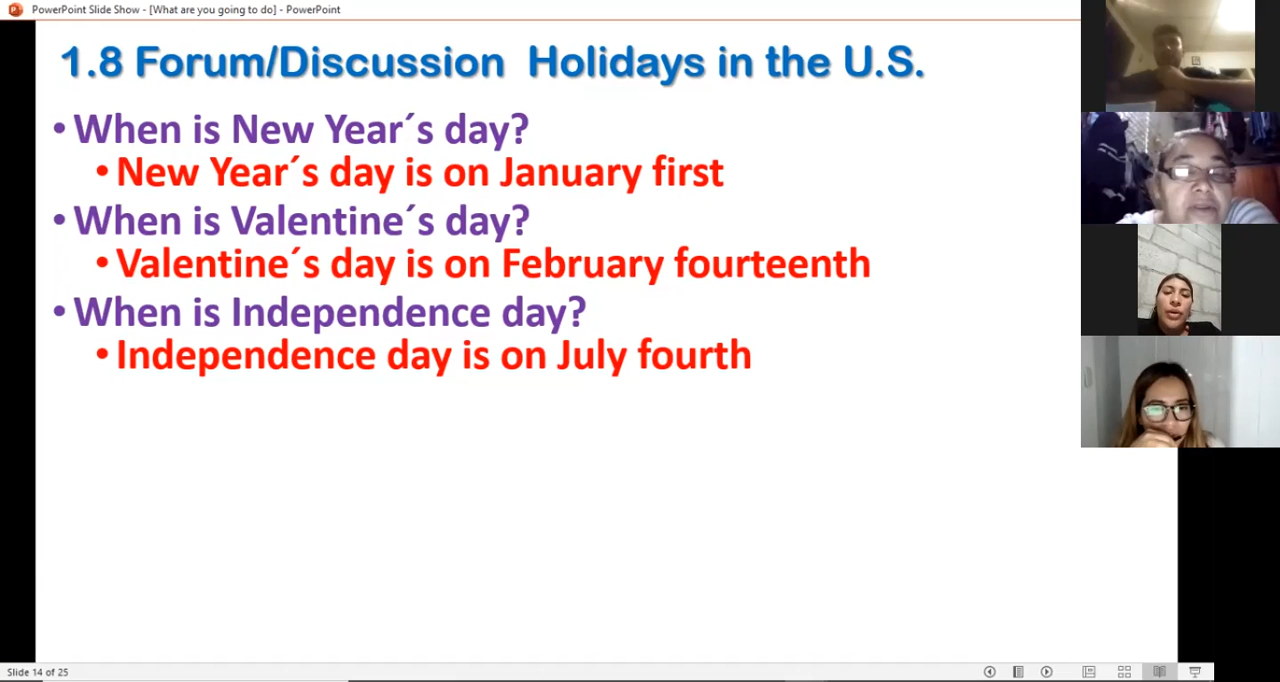 PowerPoint Slide Show - [What are you going to do] - PowerPoint
1.8 Forum/Discussion Holidays in the U.S.
• When is New Year´s day?
• New Year´s day is on January first
• When is Valentine´s day?
• Valentine´s day is on February fourteenth
• When is Independence day?
• Independence day is on July fourth
Slide 14 of 25